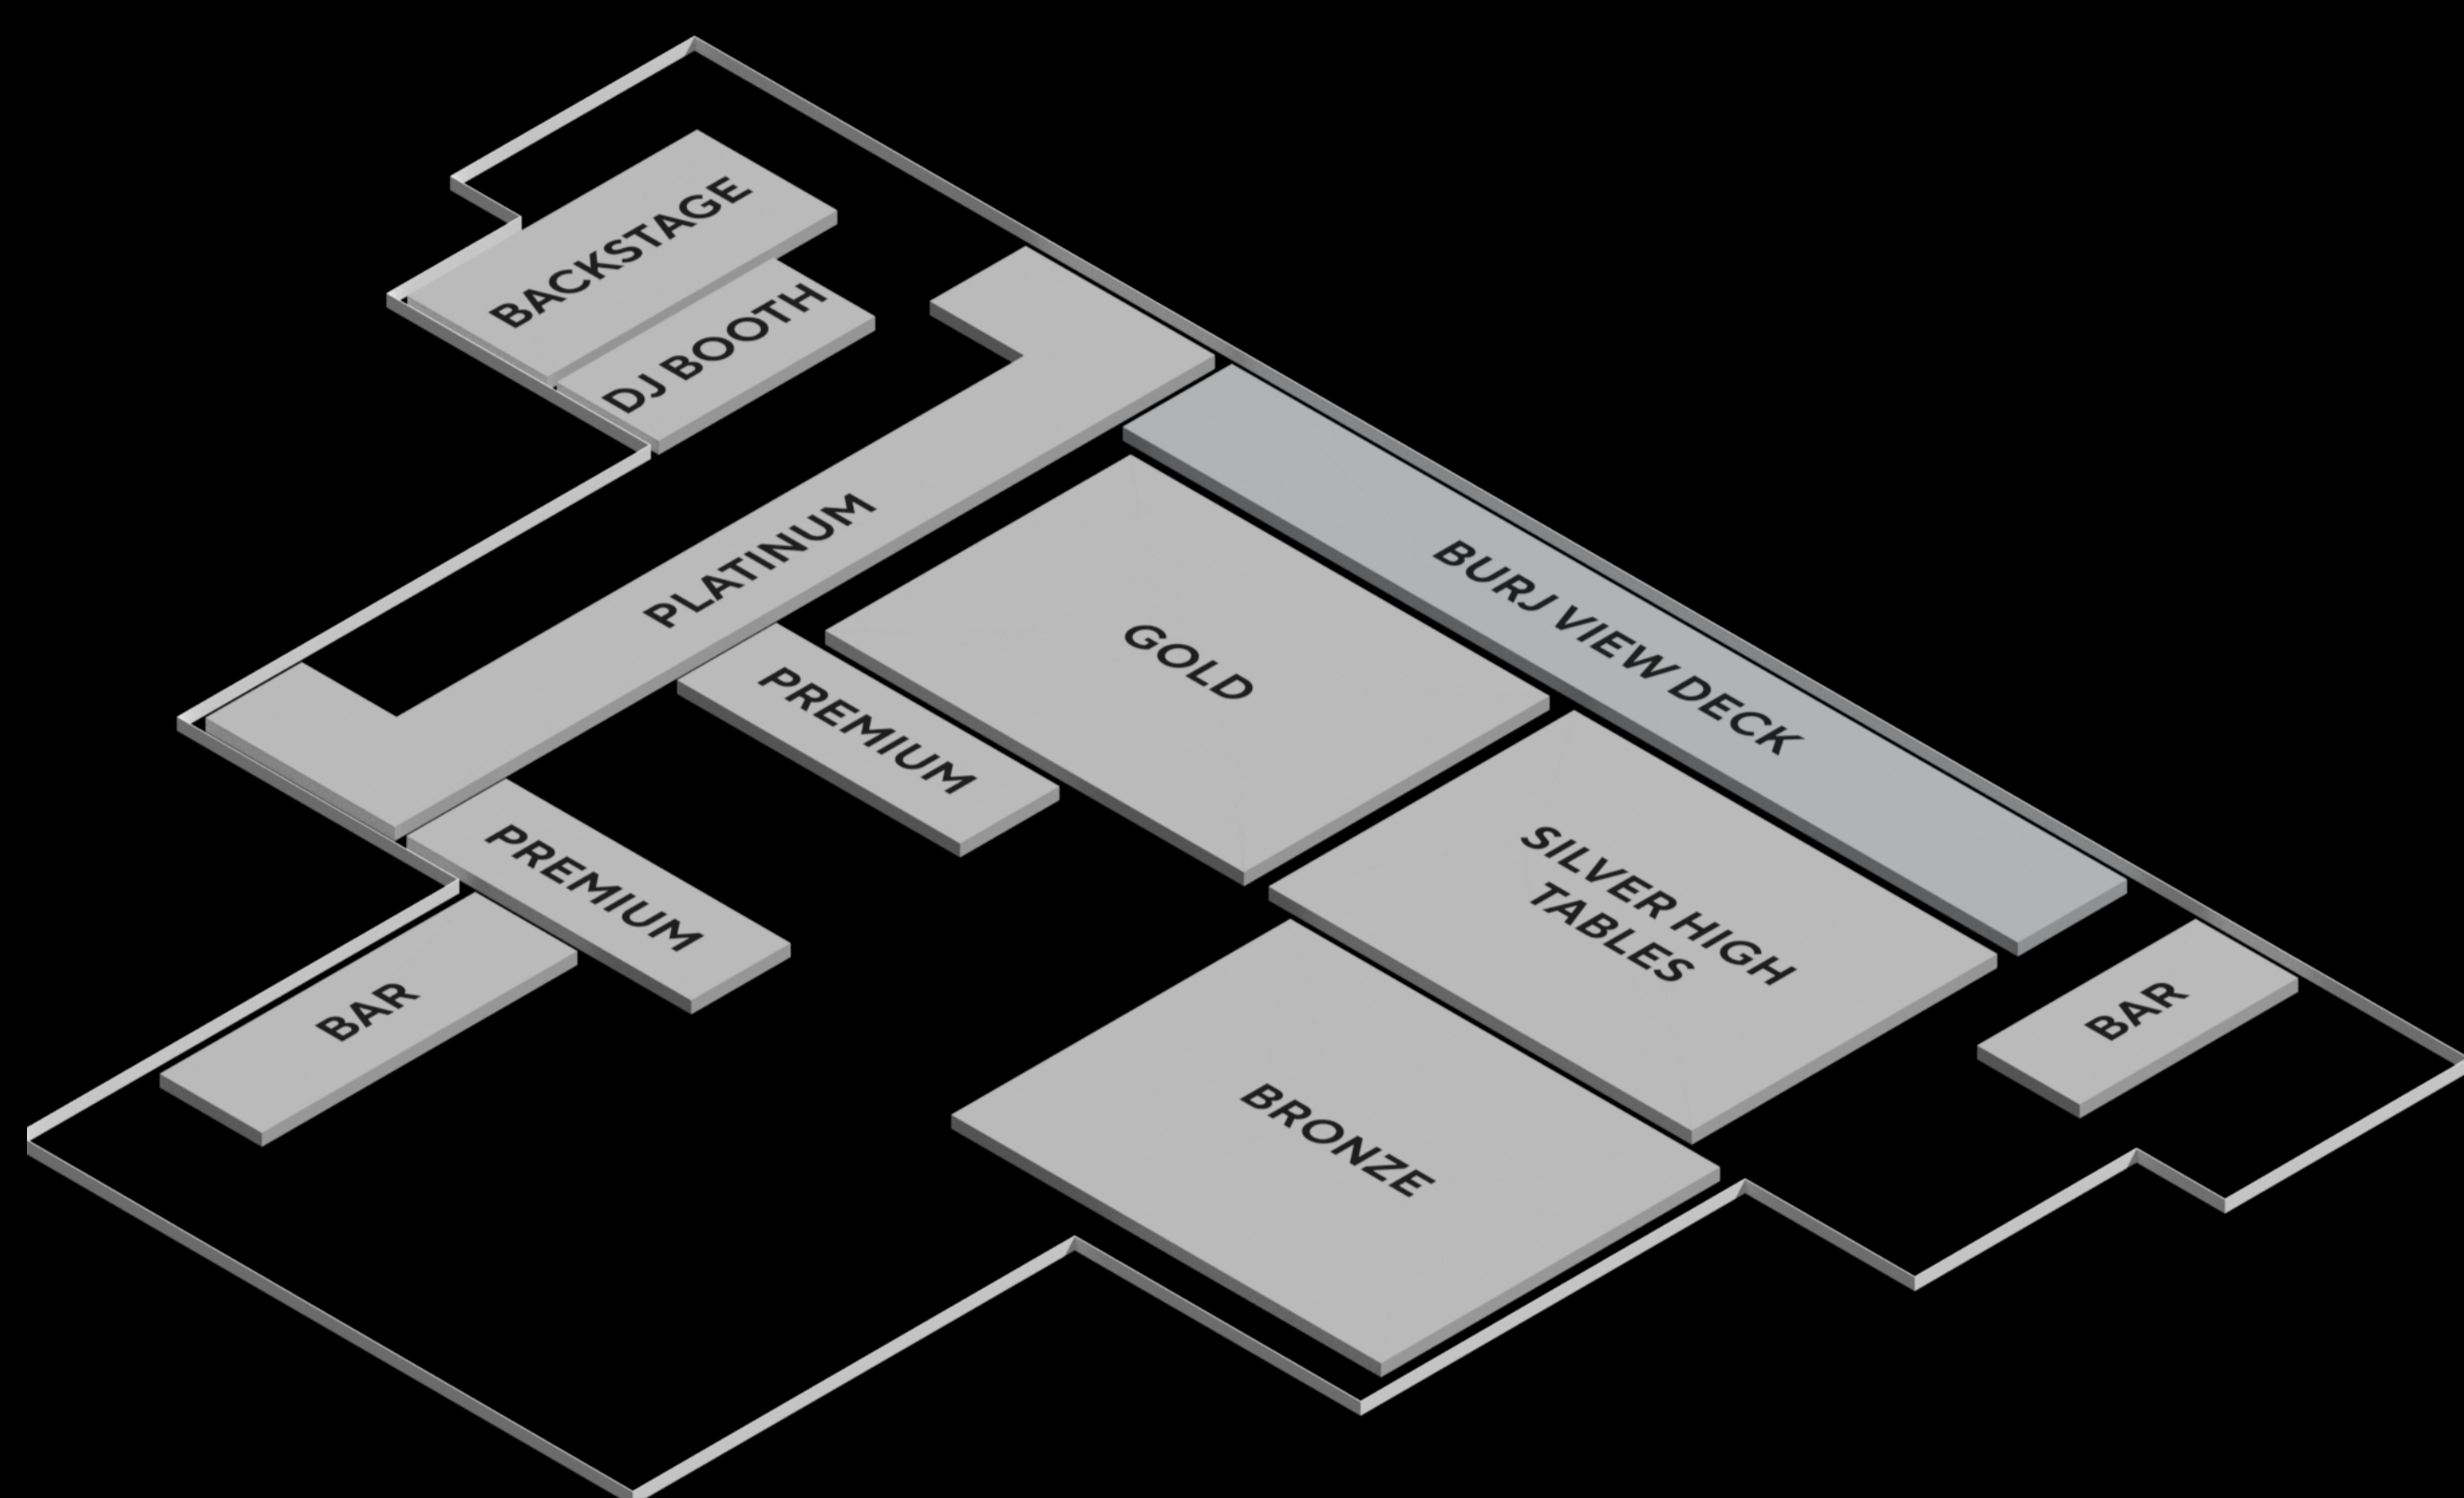 BACKSTAGE
DJ BOOTH
PLATINUM
BURJ VIEW DECK
GOLD
PREMIUM
PREMIUM
SILVER HIGH
TABLES
BAR
BAR
BRONZE